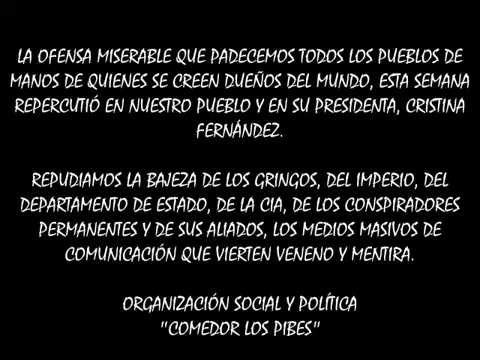 LA OFENSA MISERABLE QUE PADECEMOS TODOS LOS PUEBLOS DE
MANOS DE QUIENES SE CREEN DUEÑOS DEL MUNDO, ESTA SEMANA
REPERCUTIÓ EN NUESTRO PUEBLO Y EN SU PRESIDENTA, CRISTINA
FERNÁNDEZ.
REPUDIAMOS LA BAJEZA DE LOS GRINGOS, DEL IMPERIO, DEL
DEPARTAMENTO DE ESTADO, DE LA CIA, DE LOS CONSPIRADORES
PERMANENTES Y DE SUS ALIADOS, LOS MEDIOS MASIVOS DE
COMUNICACIÓN QUE VIERTEN VENENO Y MENTIRA.
ORGANIZACIÓN SOCIAL Y POLÍTICA
"COMEDOR LOS PIBES"